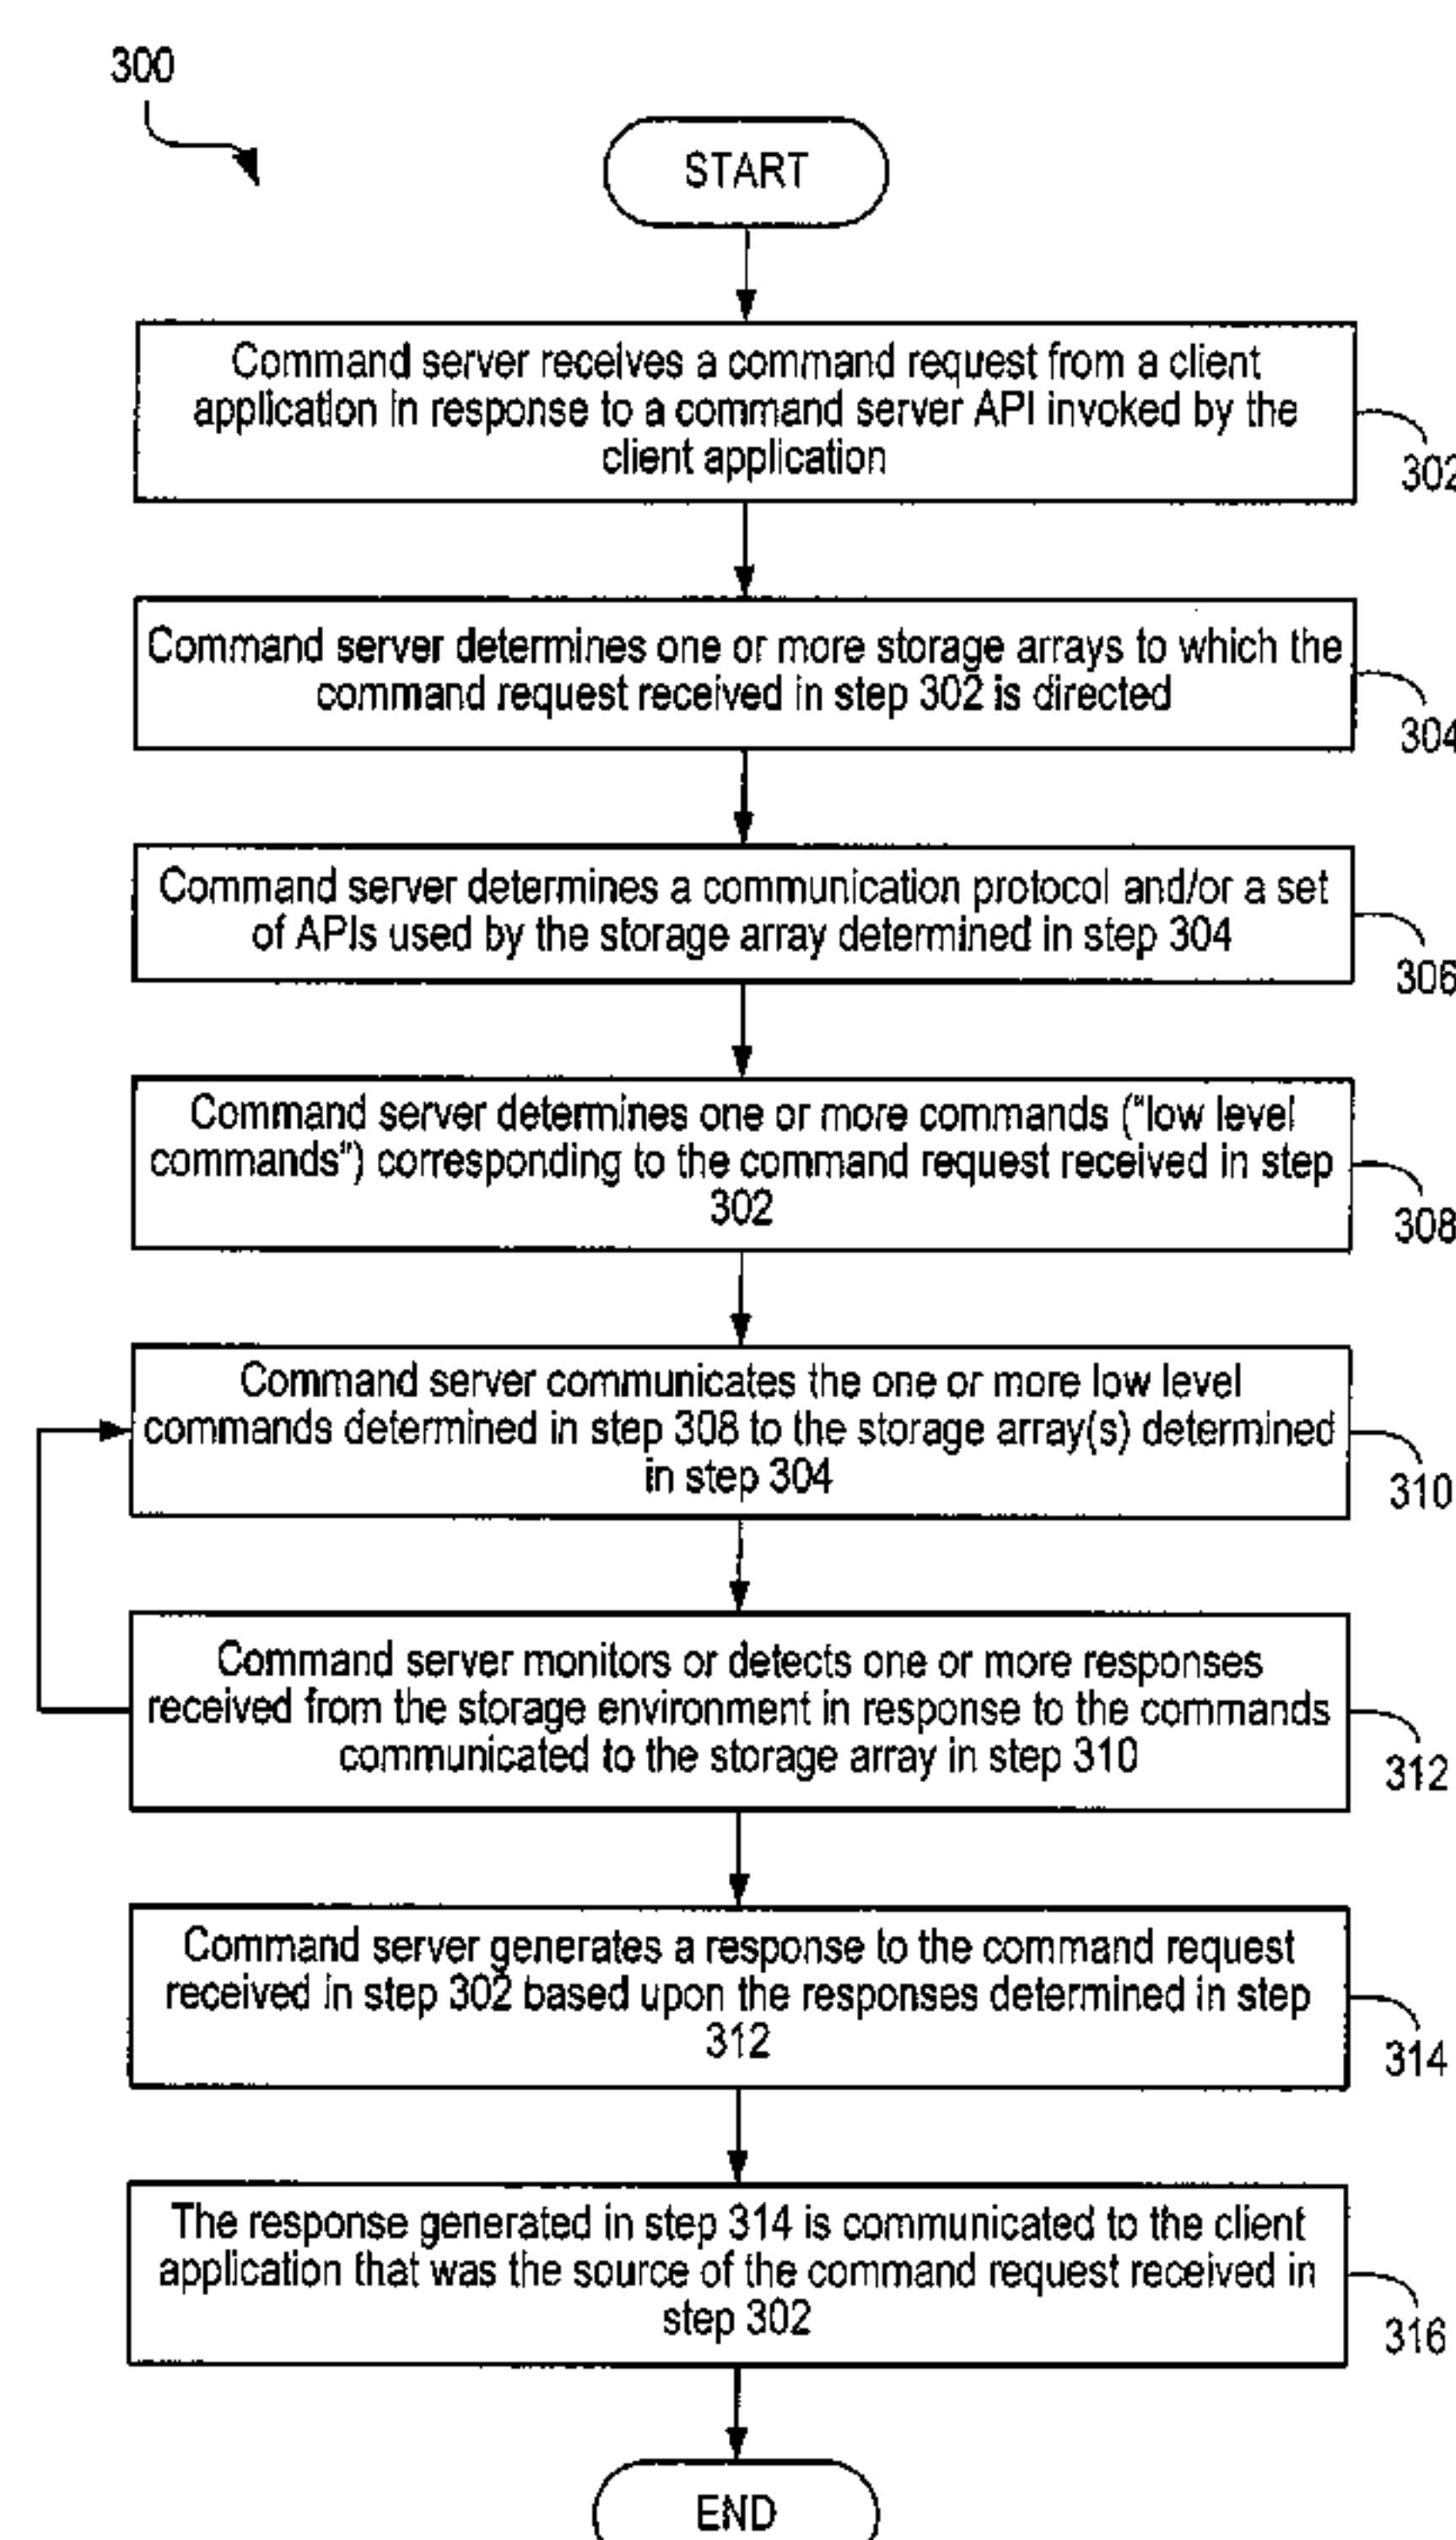 300
START
Command server receives a command request from a client
application in response to a command server API invoked by the
client application
302
Command server determines one or more storage arrays to which the
command request received in step 302 is directed
304
Command server determines a communication protocol and/or a set
of APIs used by the storage array determined in step 304
306
Command server determines one or more commands ("low level
commands") corresponding to the command request received in step
302
308
Command server communicates the one or more low level
commands determined in step 308 to the storage array(s) determined
in step 304
310
Command server monitors or detects one or more responses
received from the storage environment in response to the commands
communicated to the storage array in step 310
312
Command server generates a response to the command request
received in step 302 based upon the responses determined in step
312
314
The response generated in step 314 is communicated to the client
application that was the source of the command request received in
step 302
316
END